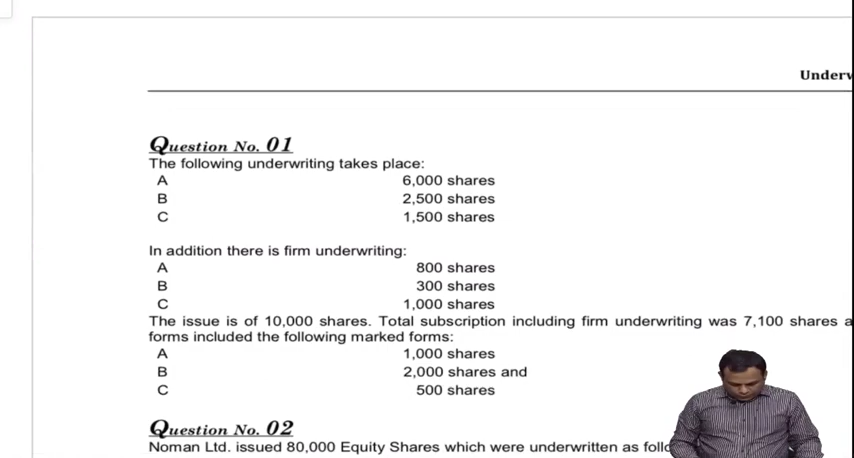 Question No. 01
The following underwriting takes place:
A 6,000 shares
B 2,500 shares
C 1,500 shares
In addition there is firm underwriting:
A 800 shares
B 300 shares
C 1,000 shares
The issue is of 10,000 shares. Total subscription including firm underwriting was 7,100 shares
forms included the following marked forms:
A 1,000 shares
B 2,000 shares and
C 500 shares
Question No. 02
Noman Ltd. issued 80,000 Equity Shares which were underwritten as